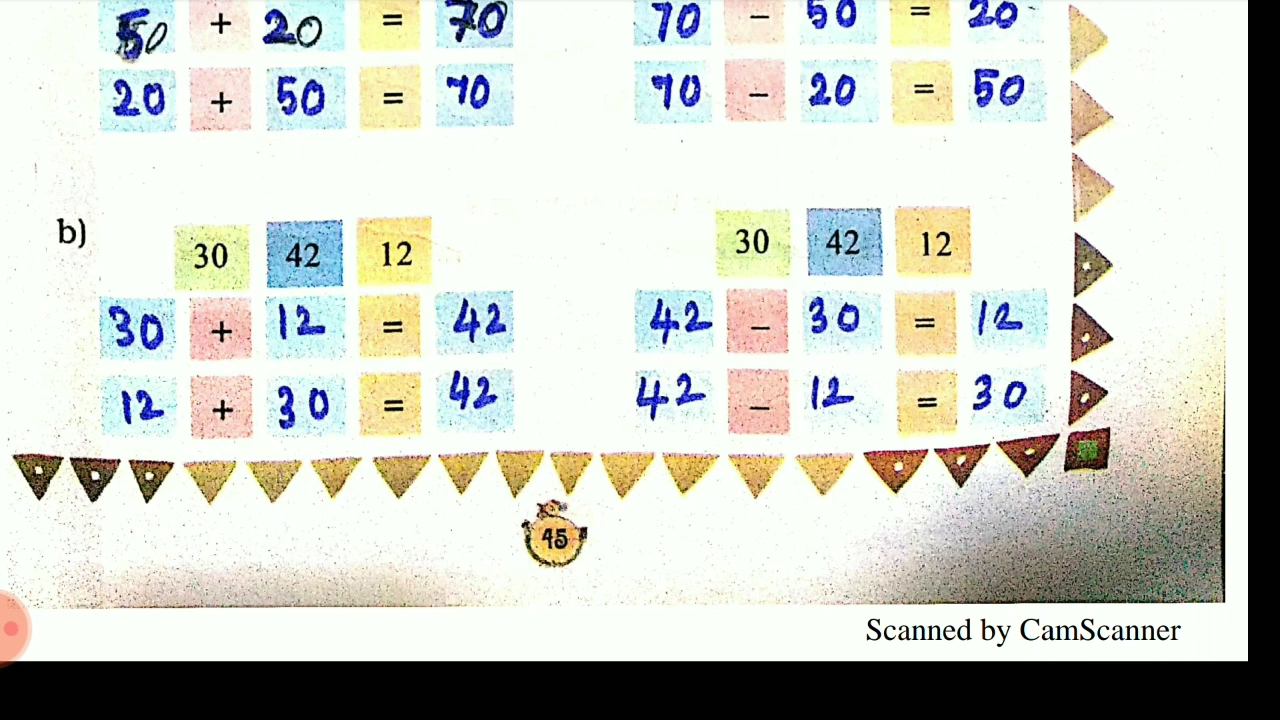 50 + 20 = 70 70 - 50 = 20
20 + 50 = 70 70 - 20 = 50
b) 30 42 12 30 42 12
30 + 12 = 42 42 - 30 = 12
12 + 30 = 42 42 - 12 = 30
45
Scanned by CamScanner